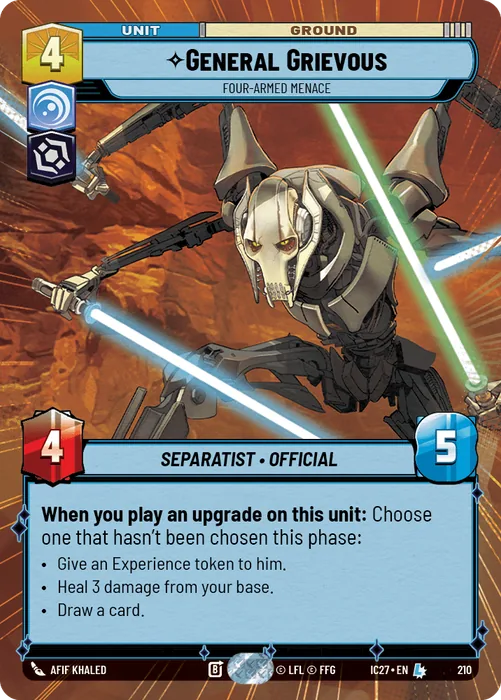 UNIT
GROUND
4
GENERAL GRIEVOUS
FOUR-ARMED MENACE
4
SEPARATIST • OFFICIAL
5
When you play an upgrade on this unit: Choose
one that hasn't been chosen this phase:
• Give an Experience token to him.
• Heal 3 damage from your base.
• Draw a card.
AFIF KHALED
B
© LFL © FFG
IC27 • EN
L
210